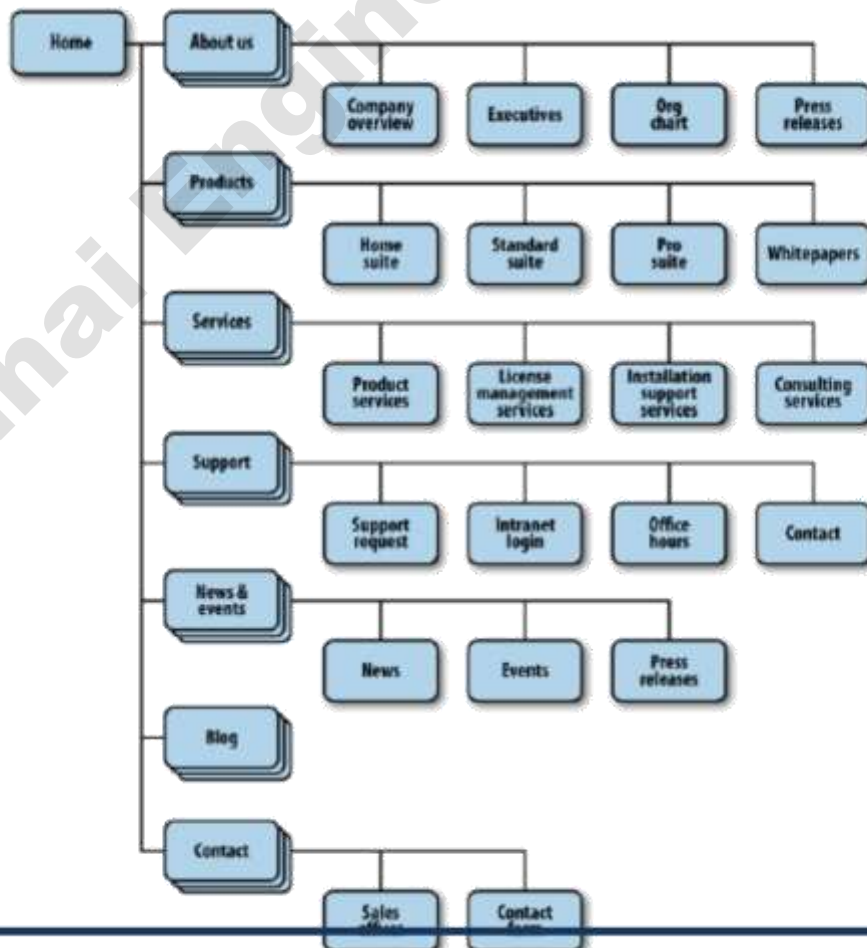 Home
About us
Company
overview
Executives
Org
chart
Press
releases
Products
Home
suite
Standard
suite
Pro
suite
Whitepapers
Services
Product
services
License
management
services
Installation
support
services
Consulting
services
Support
Support
request
Intranet
login
Office
hours
Contact
News &
events
News
Events
Press
releases
Blog
Contact
Sales
Contact